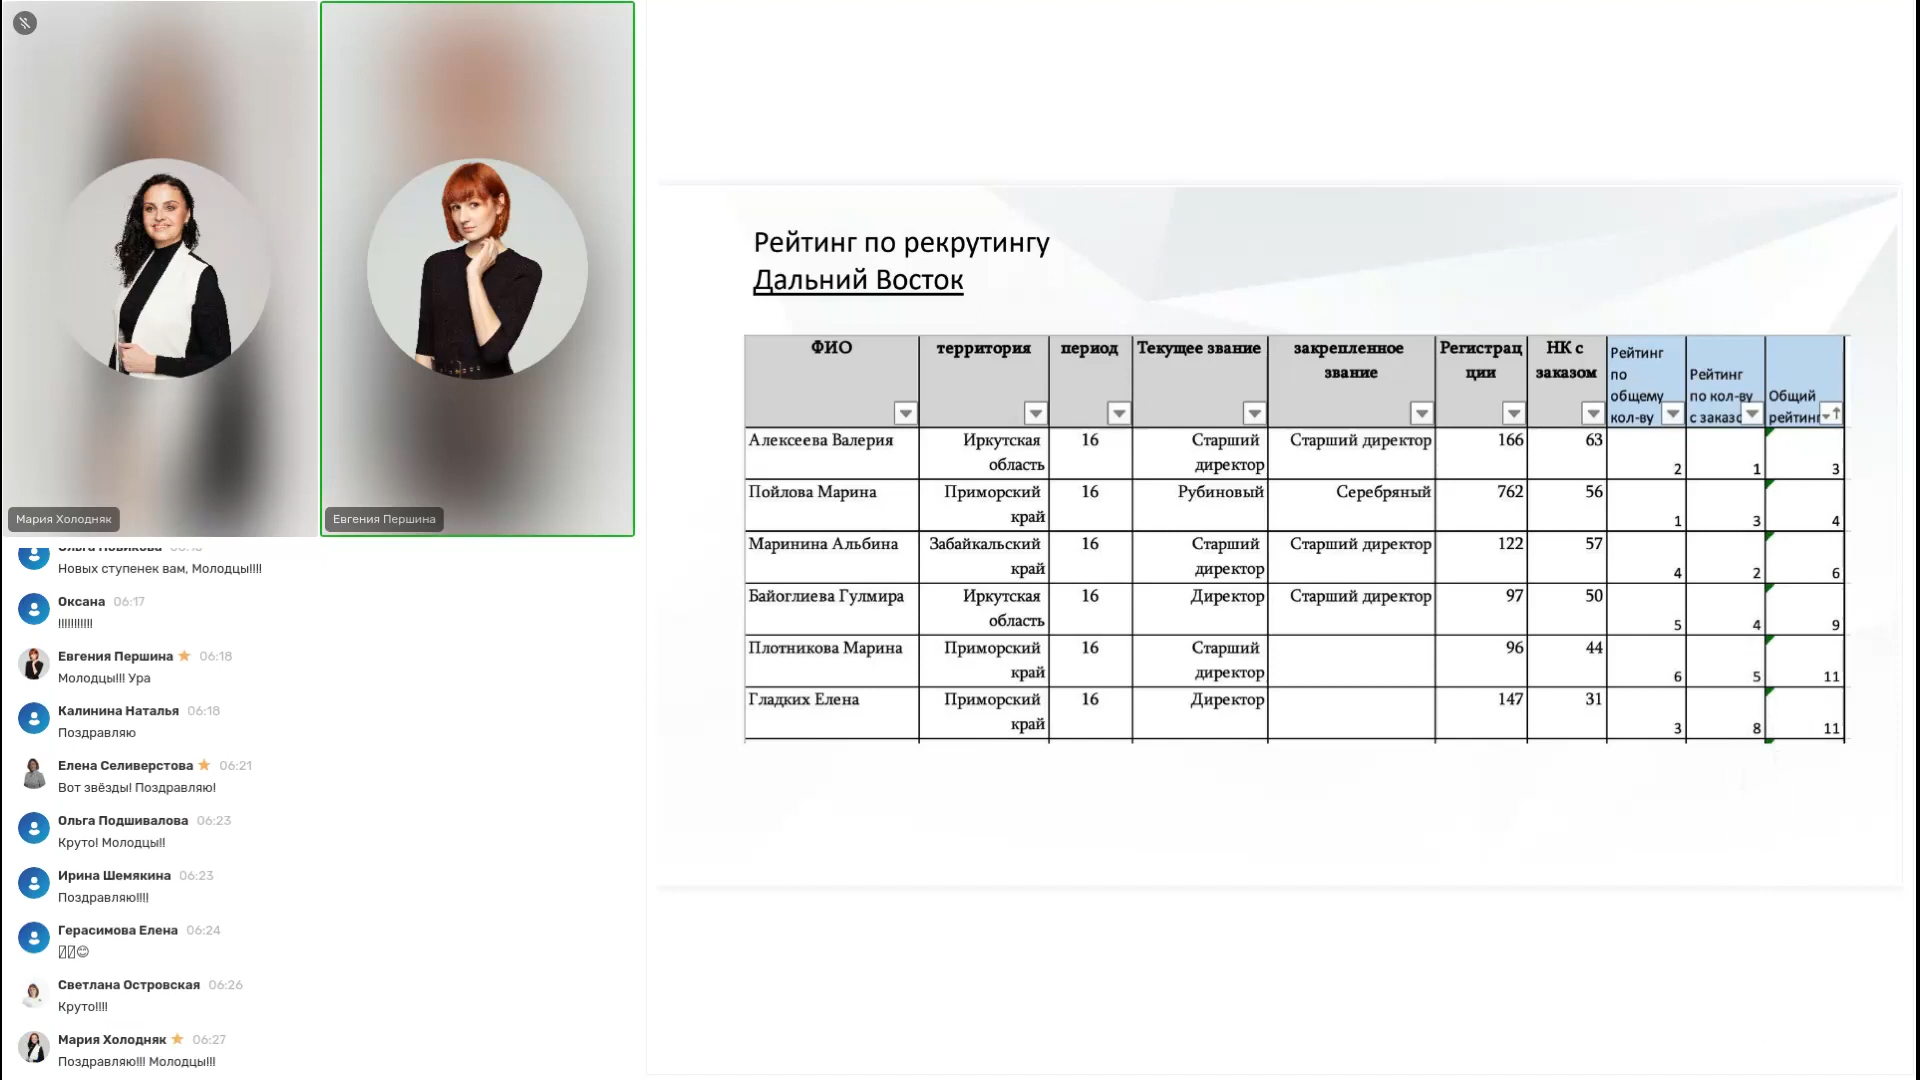 Мария Холодняк
Евгения Першина
Ольга Новикова
Новых ступенек вам, Молодцы!!!!
Оксана 06:17
!!!!!!!!!!!
Евгения Першина 06:18
Молодцы!!! Ура
Калинина Наталья 06:18
Поздравляю
Елена Селиверстова 06:21
Вот звёзды! Поздравляю!
Ольга Подшивалова 06:23
Круто! Молодцы!!
Ирина Шемякина 06:23
Поздравляю!!!!
Герасимова Елена 06:24
😊
Светлана Островская 06:26
Круто!!!!
Мария Холодняк 06:27
Поздравляю!!! Молодцы!!!
Рейтинг по рекрутингу
Дальний Восток
ФИО территория период Текущее звание закрепленное звание Регистрац ции НК с заказом Рейтинг по общему кол-ву Рейтинг по кол-ву с заказо Общий рейтинг
Алексеева Валерия Иркутская область 16 Старший директор Старший директор 166 63 2 1 3
Пойлова Марина Приморский край 16 Рубиновый Серебряный 762 56 1 3 4
Маринина Альбина Забайкальский край 16 Старший директор Старший директор 122 57 4 2 6
Байоглиева Гулмира Иркутская область 16 Директор Старший директор 97 50 5 4 9
Плотникова Марина Приморский край 16 Старший директор 96 44 6 5 11
Гладких Елена Приморский край 16 Директор 147 31 3 8 11